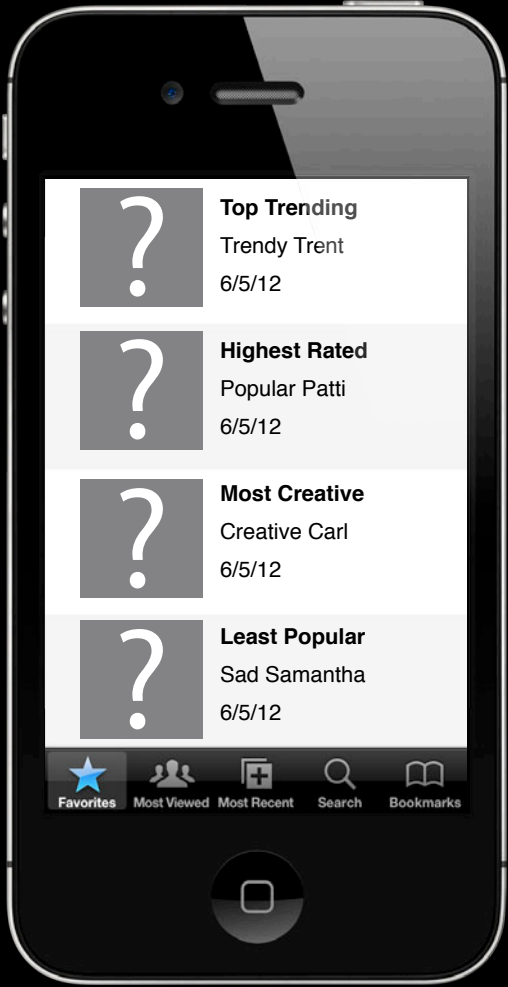 ?
Top Trending
Trendy Trent
6/5/12
?
Highest Rated
Popular Patti
6/5/12
?
Most Creative
Creative Carl
6/5/12
?
Least Popular
Sad Samantha
6/5/12
Favorites Most Viewed Most Recent Search Bookmarks